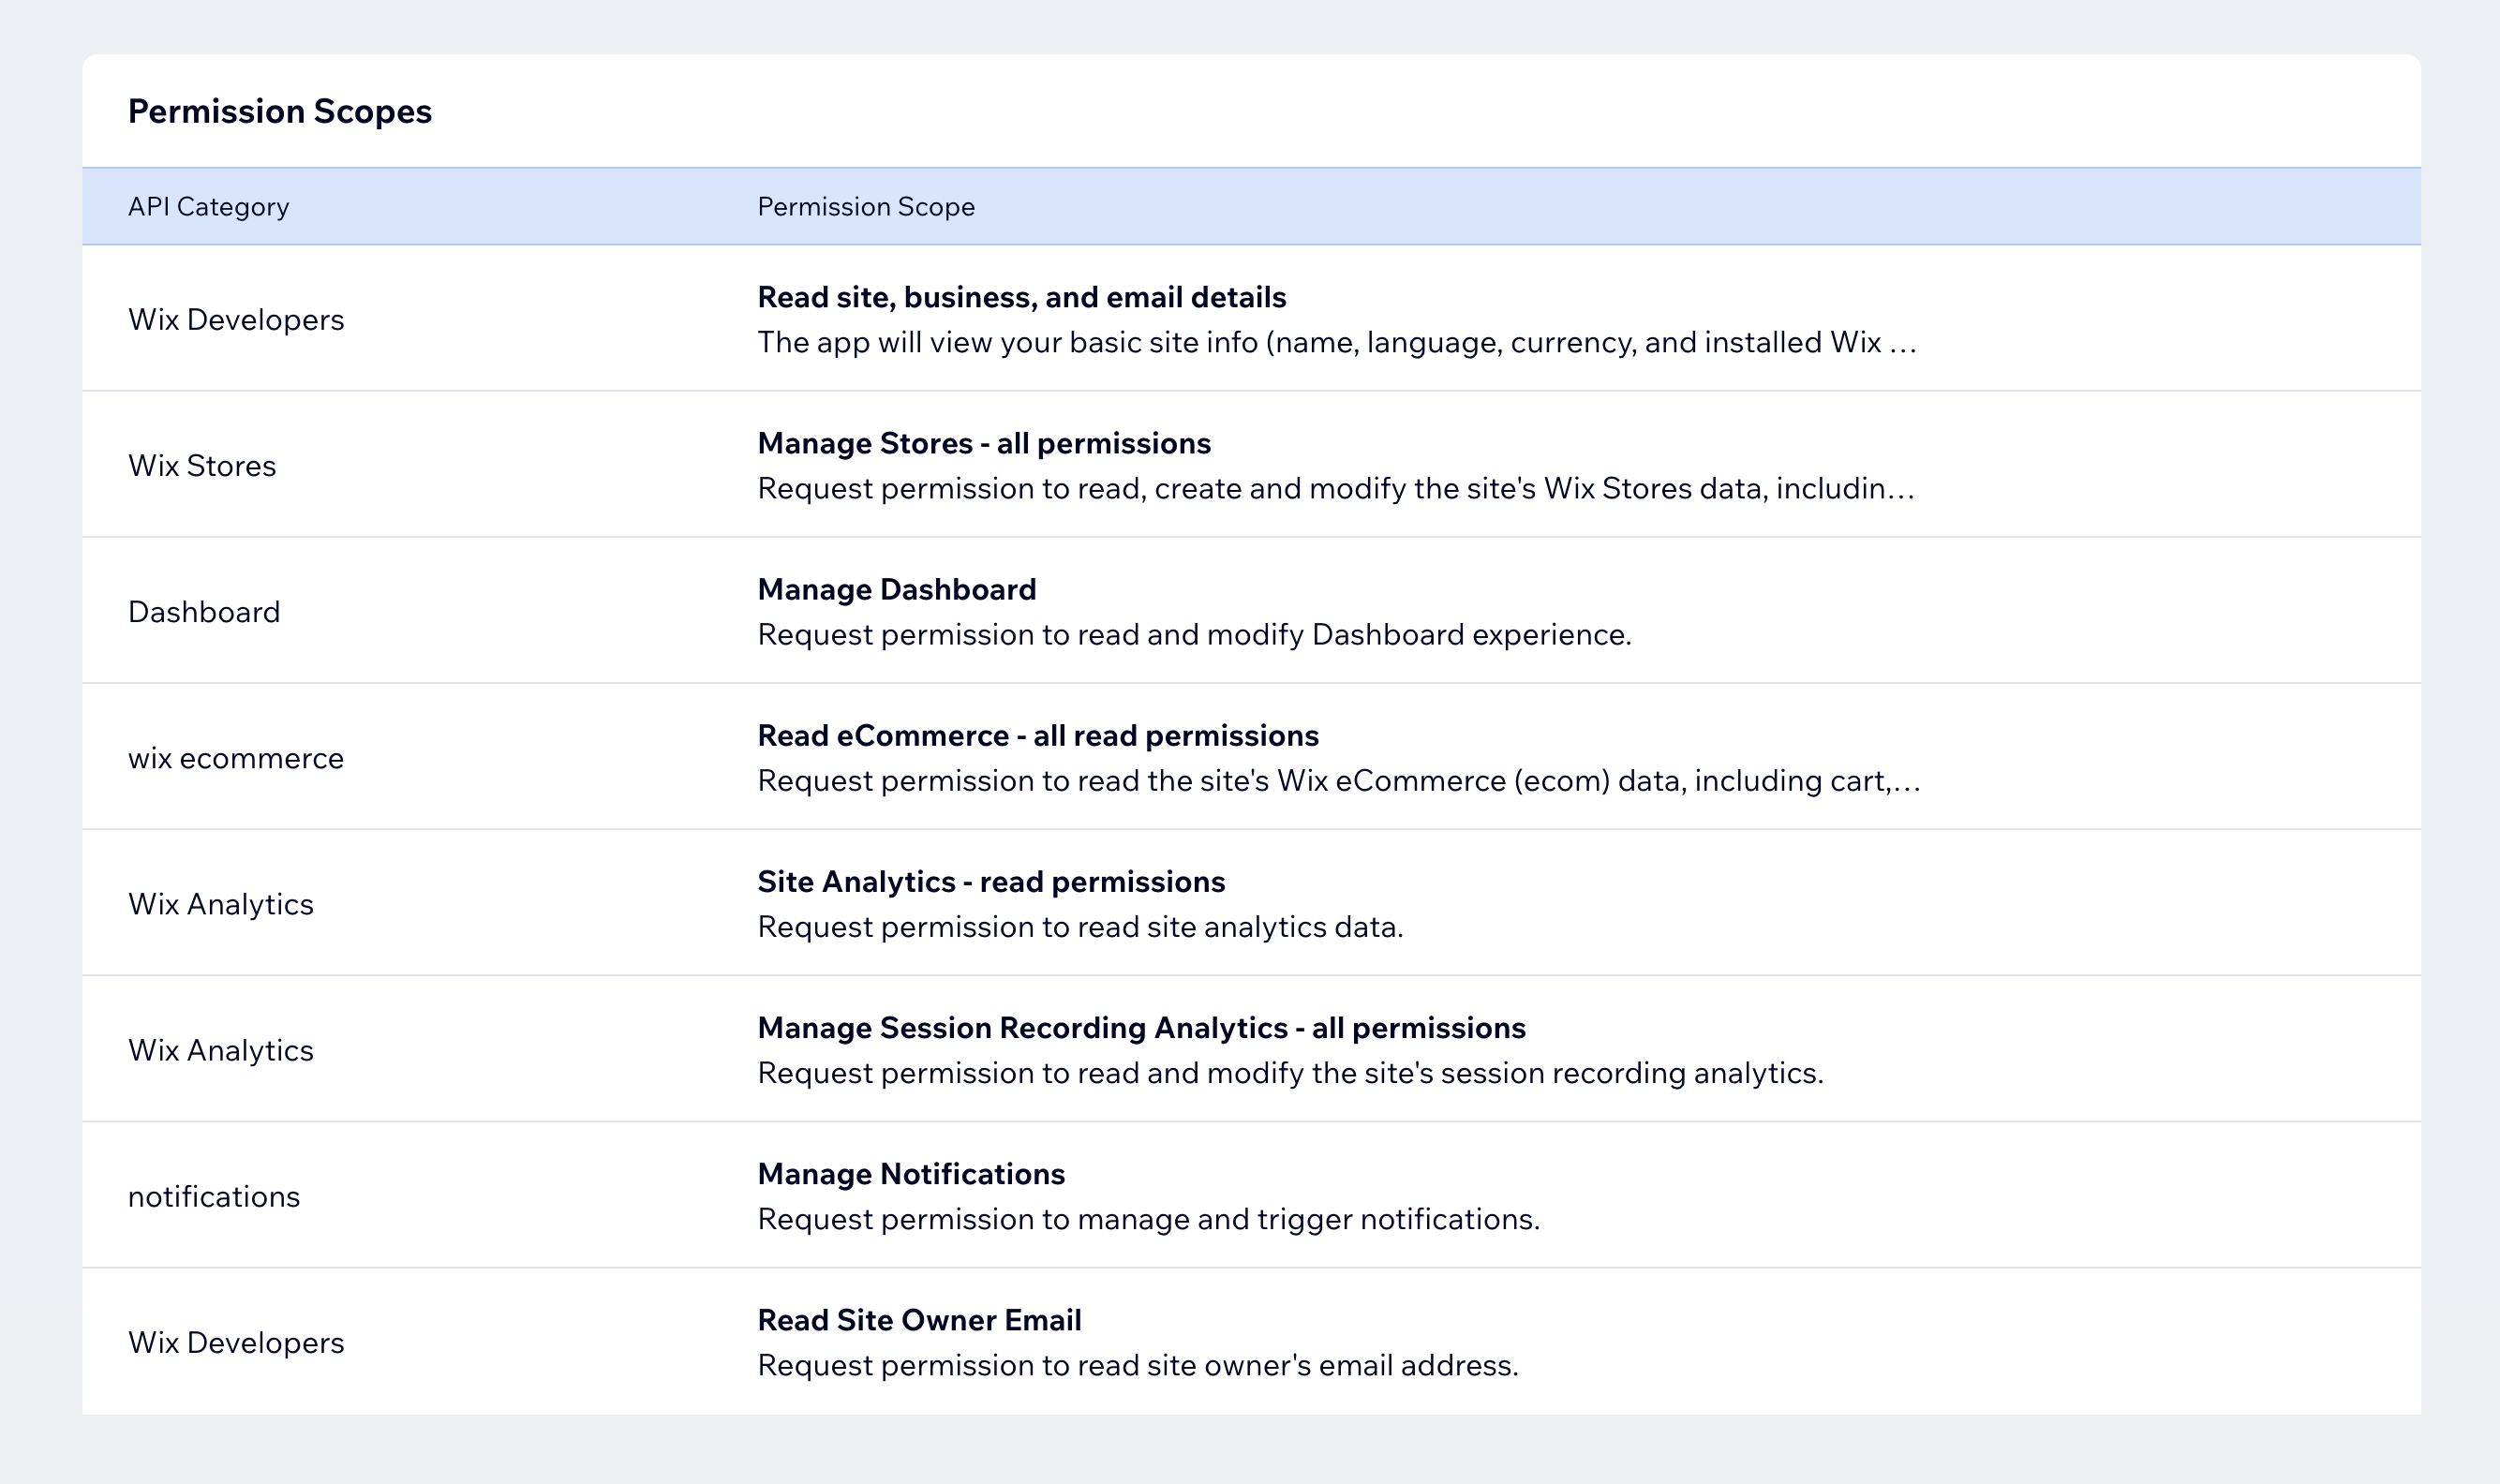 Permission Scopes
API Category Permission Scope
Wix Developers
Read site, business, and email details
The app will view your basic site info (name, language, currency, and installed Wix …
Wix Stores
Manage Stores - all permissions
Request permission to read, create and modify the site's Wix Stores data, includin…
Dashboard
Manage Dashboard
Request permission to read and modify Dashboard experience.
wix ecommerce
Read eCommerce - all read permissions
Request permission to read the site's Wix eCommerce (ecom) data, including cart,…
Wix Analytics
Site Analytics - read permissions
Request permission to read site analytics data.
Wix Analytics
Manage Session Recording Analytics - all permissions
Request permission to read and modify the site's session recording analytics.
notifications
Manage Notifications
Request permission to manage and trigger notifications.
Wix Developers
Read Site Owner Email
Request permission to read site owner's email address.